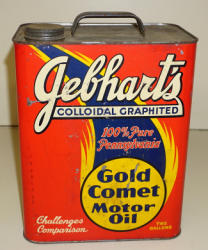 Gebhart's
COLLOIDAL GRAPHITED
100% Pure
Pennsylvania
Gold
Comet
Motor
Oil
Challenges
Comparison
TWO
GALLONS